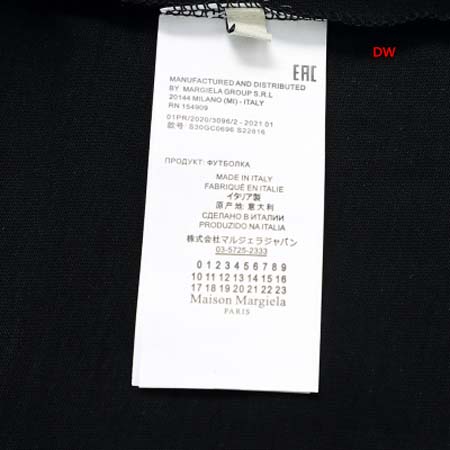 DW
EAC
MANUFACTURED AND DISTRIBUTED
BY MARGIELA GROUP S.R.L
20144 MILANO (MI) - ITALY
RN 154909
01PR/2020/3096/2 - 2021 01
款号: S30GC0696 S22816
ПРОДУКТ: ФУТБОЛКА
MADE IN ITALY
FABRIQUÉ EN ITALIE
イタリア製
原产地: 意大利
СДЕЛАНО В ИТАЛИИ
PRODUZIDO NA ITALIA
株式会社マルジェラジャパン
03-5725-2333
0 1 2 3 4 5 6 7 8 9
10 11 12 13 14 15 16
17 18 19 20 21 22 23
Maison Margiela
PARIS